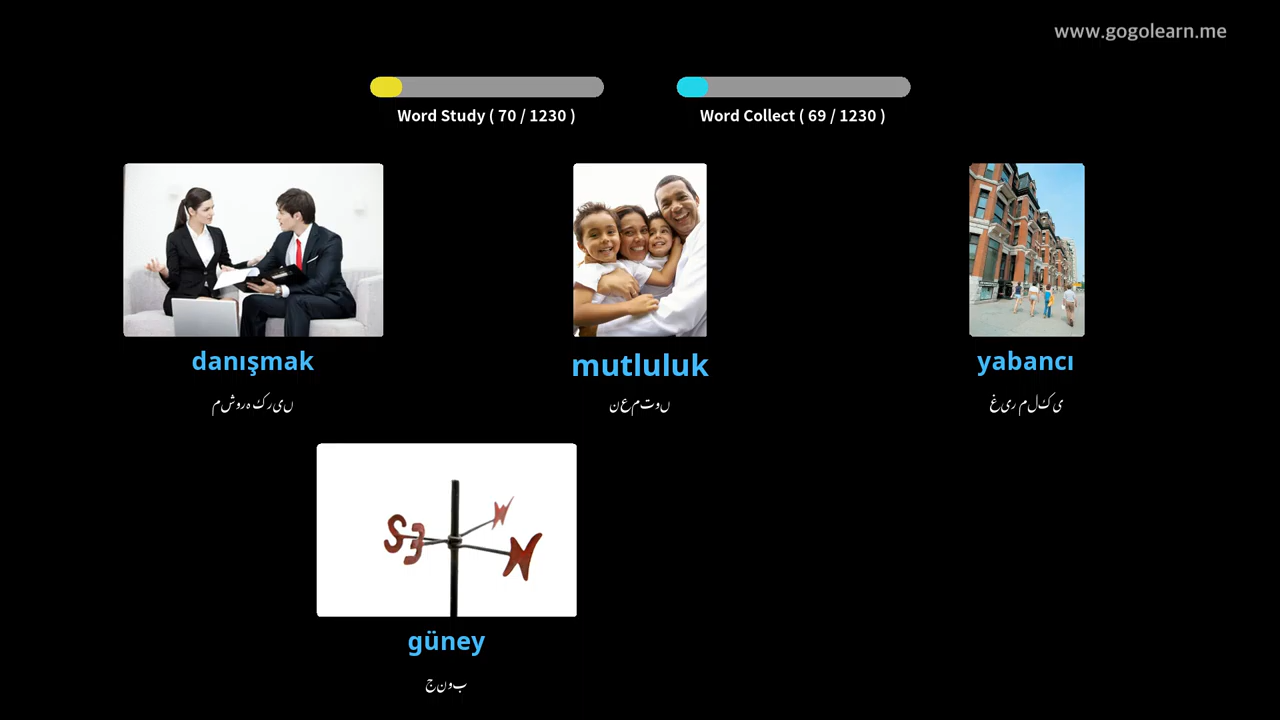 www.gogolearn.me
Word Study ( 70 / 1230 )
Word Collect ( 69 / 1230 )
danışmak
مشورہ کریں
mutluluk
نعمتوں
yabancı
غیر ملکی
S E
güney
جنوب